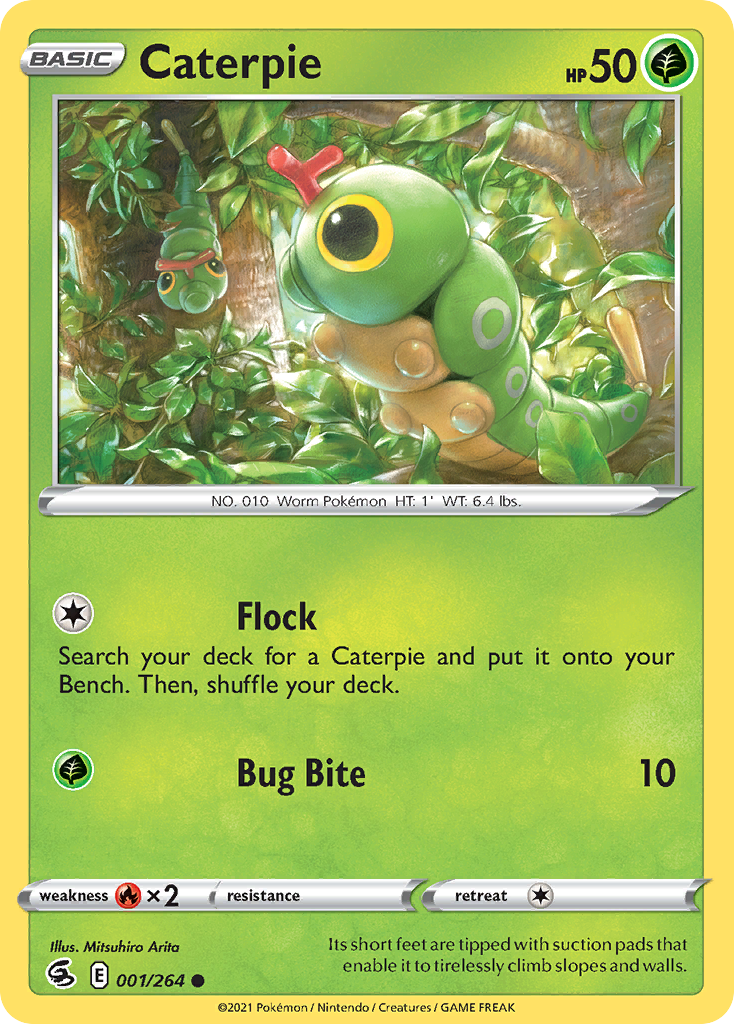 BASIC Caterpie HP50
NO. 010 Worm Pokémon HT: 1' WT: 6.4 lbs.
Flock
Search your deck for a Caterpie and put it onto your
Bench. Then, shuffle your deck.
Bug Bite 10
weakness ×2 resistance retreat
Illus. Mitsuhiro Arita
Its short feet are tipped with suction pads that
enable it to tirelessly climb slopes and walls.
E 001/264
©2021 Pokémon / Nintendo / Creatures / GAME FREAK